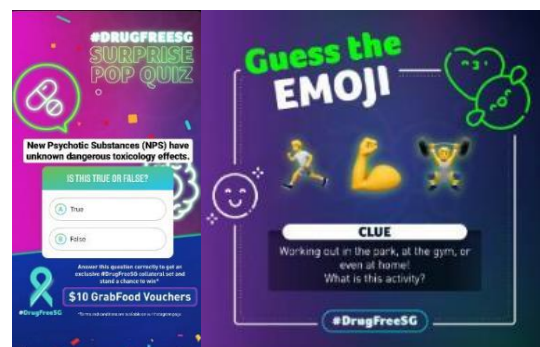 #DRUGFREESG
SURPRISE
POP QUIZ
New Psychotic Substances (NPS) have
unknown dangerous toxicology effects.
IS THIS TRUE OR FALSE?
A True
B False
Answer this question correctly to get an
exclusive #DrugFreeSG collateral set and
stand a chance to win*
$10 GrabFood Vouchers
#DrugFreeSG
Guess the
EMOJI
CLUE
Working out in the park, at the gym, or
even at home!
What is this activity?
#DrugFreeSG